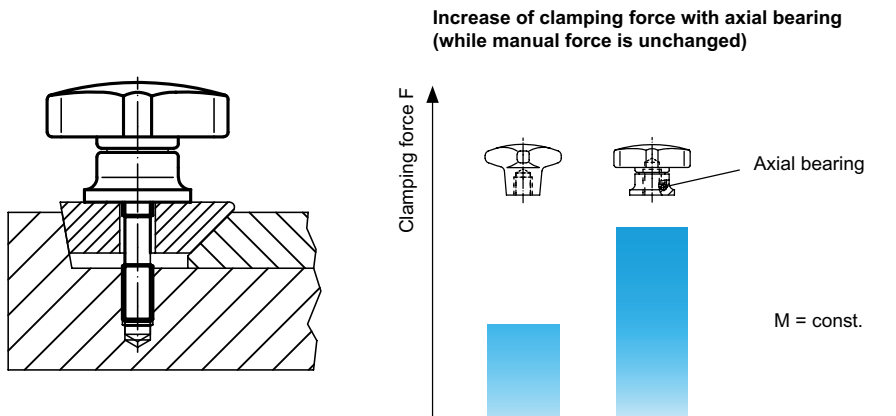 Increase of clamping force with axial bearing
(while manual force is unchanged)
Clamping force F
Axial bearing
M = const.